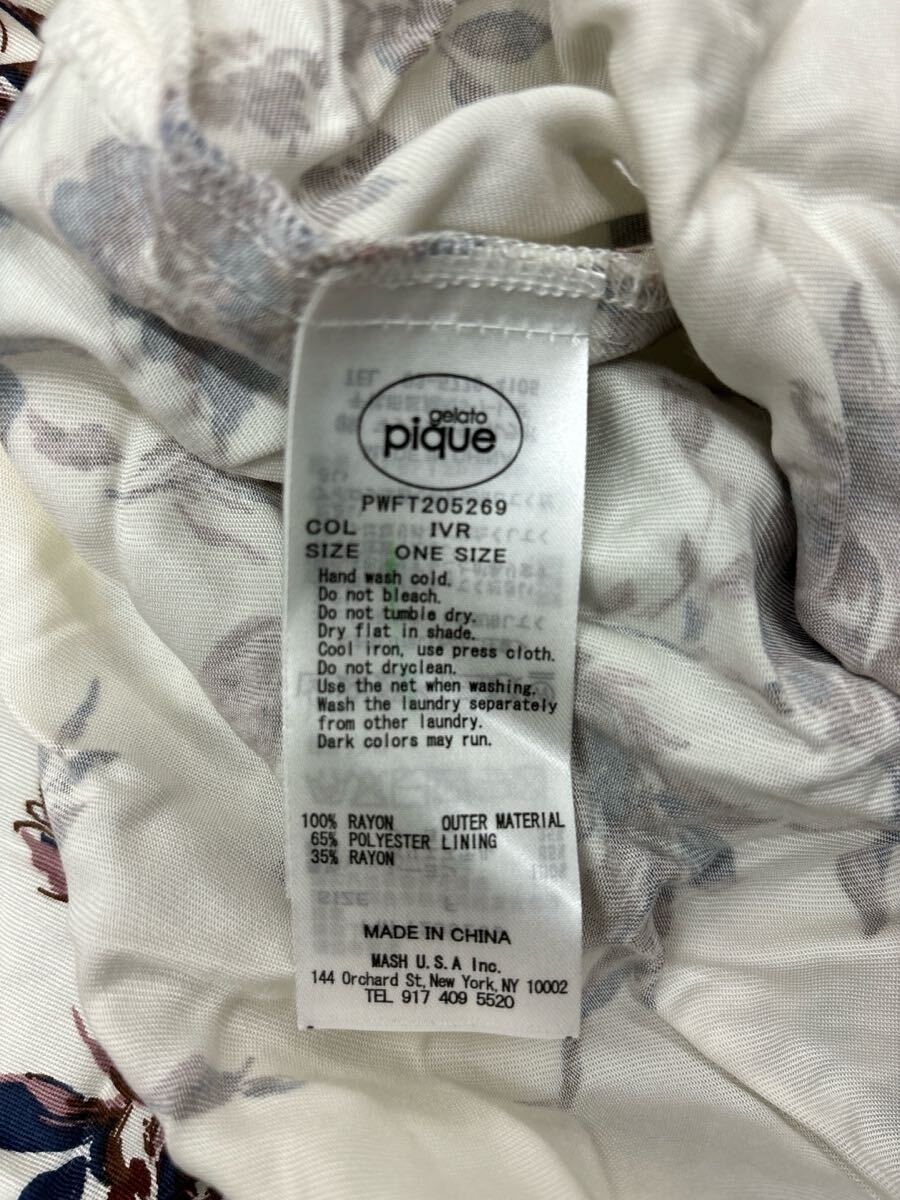 gelato
pique
PWFT205269
COL IVR
SIZE ONE SIZE
Hand wash cold.
Do not bleach.
Do not tumble dry.
Dry flat in shade.
Cool iron, use press cloth.
Do not dryclean.
Use the net when washing.
Wash the laundry separately
from other laundry.
Dark colors may run.
100% RAYON OUTER MATERIAL
65% POLYESTER LINING
35% RAYON
MADE IN CHINA
MASH U.S.A Inc.
144 Orchard St, New York, NY 10002
TEL 917 409 5520